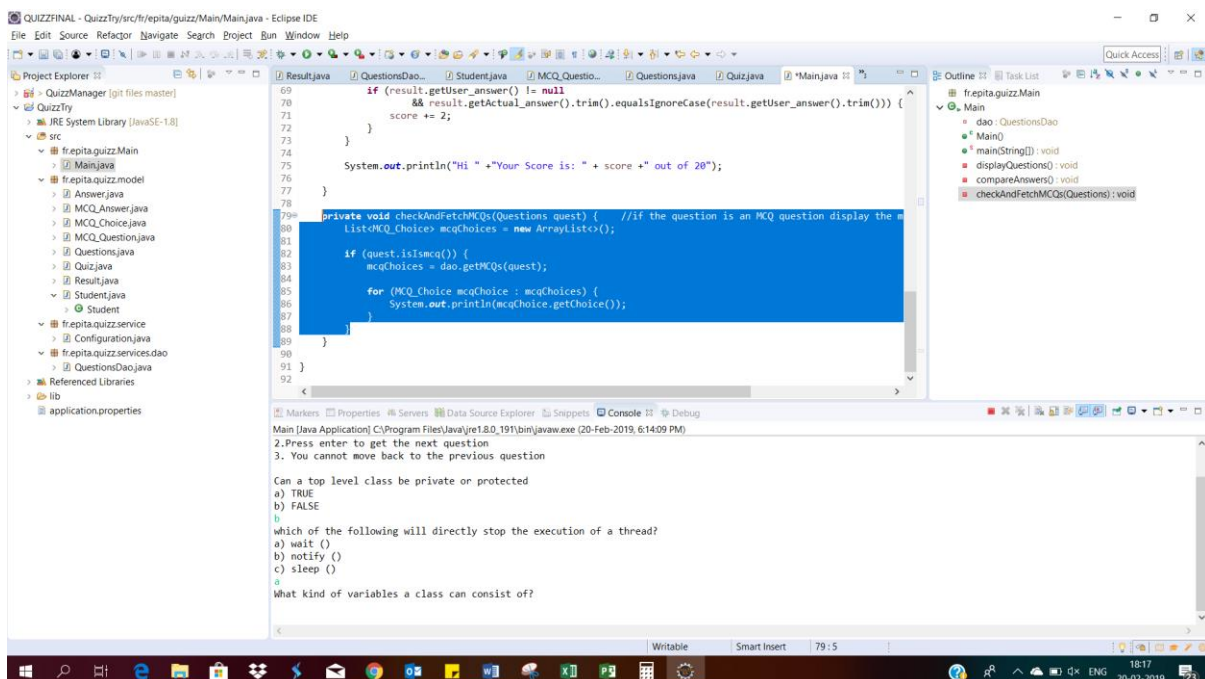 QUIZZFINAL - QuizzTry/src/fr/epita/guizz/Main/Main.java - Eclipse IDE
File Edit Source Refactor Navigate Search Project Run Window Help
Quick Access
Project Explorer
> QuizzManager [git files master]
QuizzTry
JRE System Library [JavaSE-1.8]
src
fr.epita.guizz.Main
Main.java
fr.epita.quizz.model
Answer.java
MCQ_Answer.java
MCQ_Choice.java
MCQ_Question.java
Questions.java
Quiz.java
Result.java
Student.java
Student
fr.epita.quizz.service
Configuration.java
fr.epita.quizz.services.dao
QuestionsDao.java
Referenced Libraries
lib
application.properties
Result.java QuestionsDao... Student.java MCQ_Questio... Questions.java Quiz.java *Main.java
69 if (result.getUser_answer() != null
70 && result.getActual_answer().trim().equalsIgnoreCase(result.getUser_answer().trim())) {
71 score += 2;
72 }
73 }
74
75 System.out.println("Hi " +"Your Score is: " + score +" out of 20");
76
77 }
78
79 private void checkAndFetchMCQs(Questions quest) { //if the question is an MCQ question display the m
80 List<MCQ_Choice> mcqChoices = new ArrayList<>();
81
82 if (quest.isIsmcq()) {
83 mcqChoices = dao.getMCQs(quest);
84
85 for (MCQ_Choice mcqChoice : mcqChoices) {
86 System.out.println(mcqChoice.getChoice());
87 }
88 }
89 }
90
91 }
92
Outline Task List
fr.epita.guizz.Main
Main
dao : QuestionsDao
Main()
main(String[]) : void
displayQuestions() : void
compareAnswers() : void
checkAndFetchMCQs(Questions) : void
Markers Properties Servers Data Source Explorer Snippets Console Debug
Main [Java Application] C:\Program Files\Java\jre1.8.0_191\bin\javaw.exe (20-Feb-2019, 6:14:09 PM)
2.Press enter to get the next question
3. You cannot move back to the previous question
Can a top level class be private or protected
a) TRUE
b) FALSE
b
which of the following will directly stop the execution of a thread?
a) wait ()
b) notify ()
c) sleep ()
a
What kind of variables a class can consist of?
Writable Smart Insert 79 : 5
ENG 18:17
20-02-2019